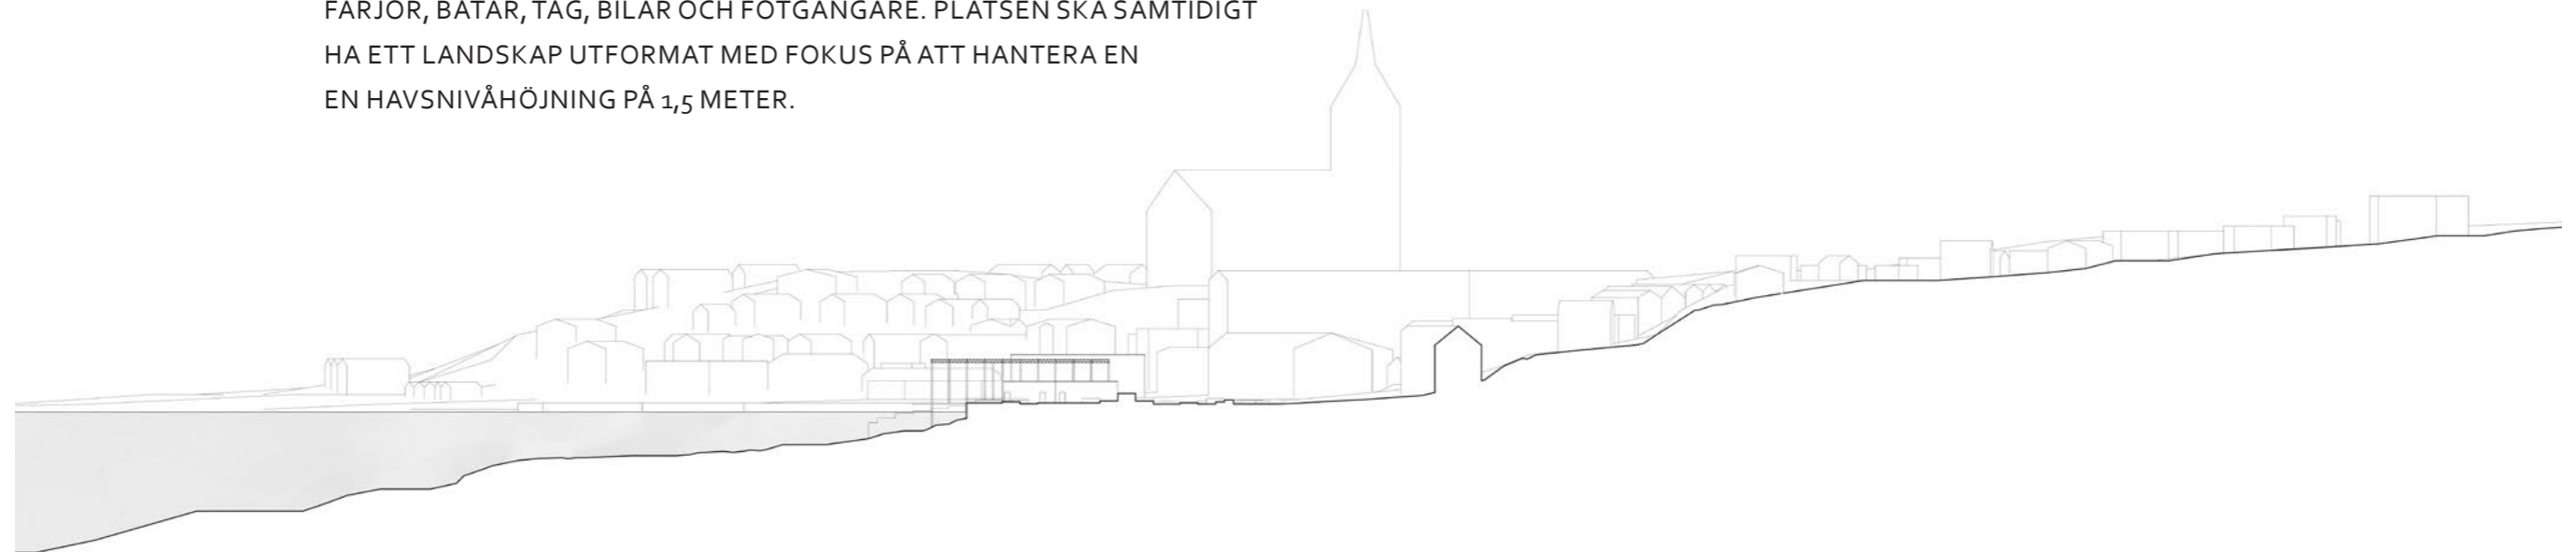 FÄRJOR, BÅTAR, TÅG, BILAR OCH FOTGÄNGARE. PLATSEN SKA SAMTIDIGT
HA ETT LANDSKAP UTFORMAT MED FOKUS PÅ ATT HANTERA EN
EN HAVSNIVÅHÖJNING PÅ 1,5 METER.